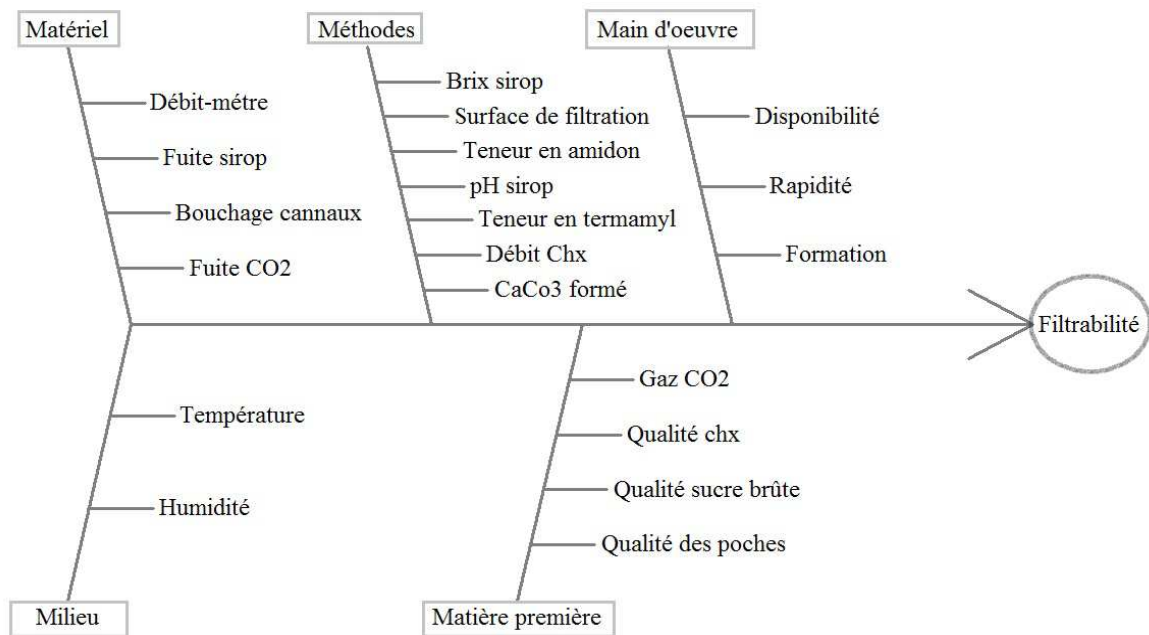 Matériel
Débit-métre
Fuite sirop
Bouchage cannaux
Fuite CO2
Méthodes
Brix sirop
Surface de filtration
Teneur en amidon
pH sirop
Teneur en termamyl
Débit Chx
CaCo3 formé
Main d'oeuvre
Disponibilité
Rapidité
Formation
Filtrabilité
Température
Humidité
Milieu
Gaz CO2
Qualité chx
Qualité sucre brûte
Qualité des poches
Matière première